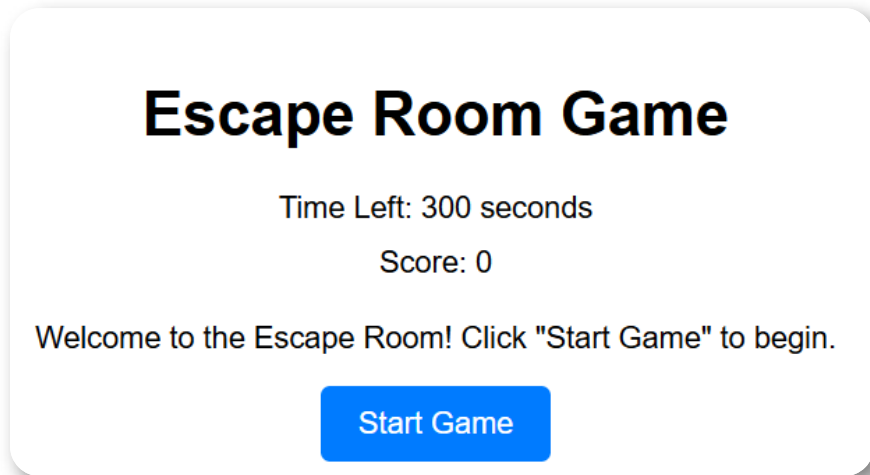 Escape Room Game
Time Left: 300 seconds
Score: 0
Welcome to the Escape Room! Click "Start Game" to begin.
Start Game